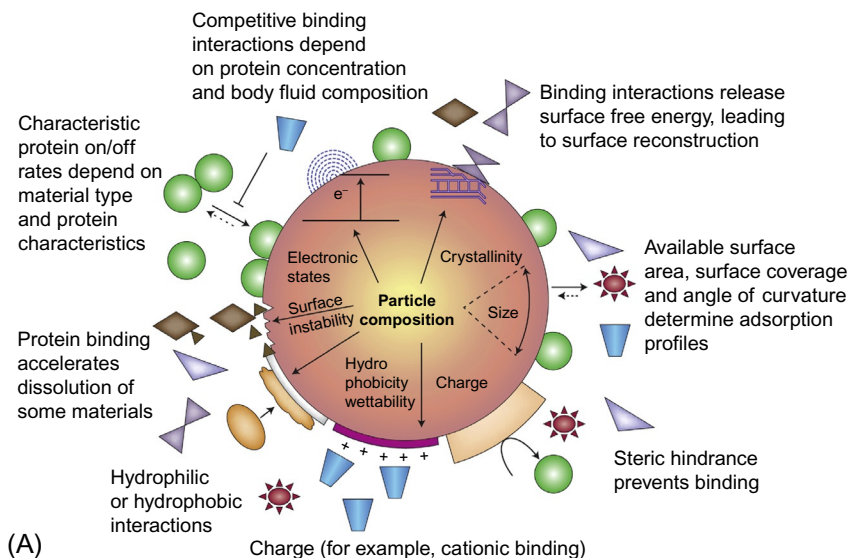 Competitive binding
interactions depend
on protein concentration
and body fluid composition
Binding interactions release
surface free energy, leading
to surface reconstruction
Characteristic
protein on/off
rates depend on
material type
and protein
characteristics
e–
Electronic
states
Crystallinity
Available surface
area, surface coverage
and angle of curvature
determine adsorption
profiles
Surface
instability
Particle
composition
Size
Protein binding
accelerates
dissolution of
some materials
Hydro
phobicity
wettability
Charge
+ + + + + +
Steric hindrance
prevents binding
Hydrophilic
or hydrophobic
interactions
(A)
Charge (for example, cationic binding)